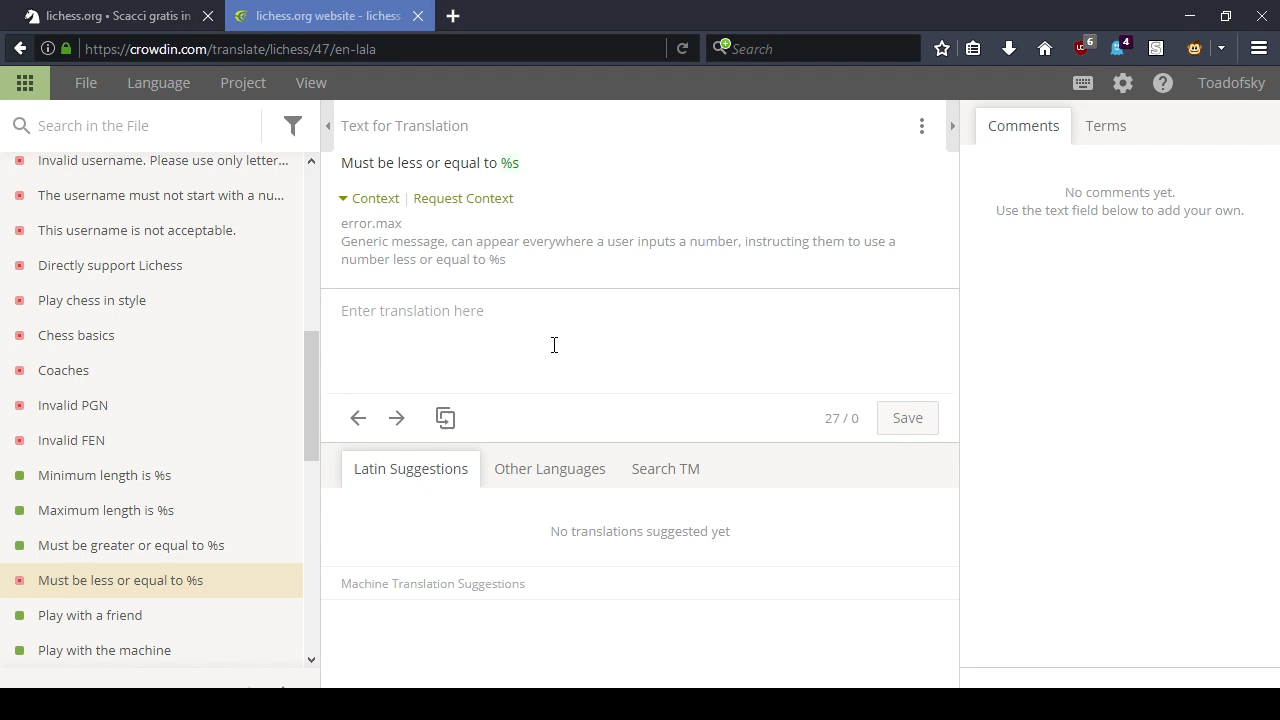 lichess.org • Scacci gratis in
lichess.org website - lichess
https://crowdin.com/translate/lichess/47/en-lala
Search
6
4
S
File
Language
Project
View
Toadofsky
Search in the File
Invalid username. Please use only letter...
The username must not start with a nu...
This username is not acceptable.
Directly support Lichess
Play chess in style
Chess basics
Coaches
Invalid PGN
Invalid FEN
Minimum length is %s
Maximum length is %s
Must be greater or equal to %s
Must be less or equal to %s
Play with a friend
Play with the machine
Text for Translation
Must be less or equal to %s
Context | Request Context
error.max
Generic message, can appear everywhere a user inputs a number, instructing them to use a
number less or equal to %s
Enter translation here
27 / 0
Save
Latin Suggestions
Other Languages
Search TM
No translations suggested yet
Machine Translation Suggestions
Comments
Terms
No comments yet.
Use the text field below to add your own.